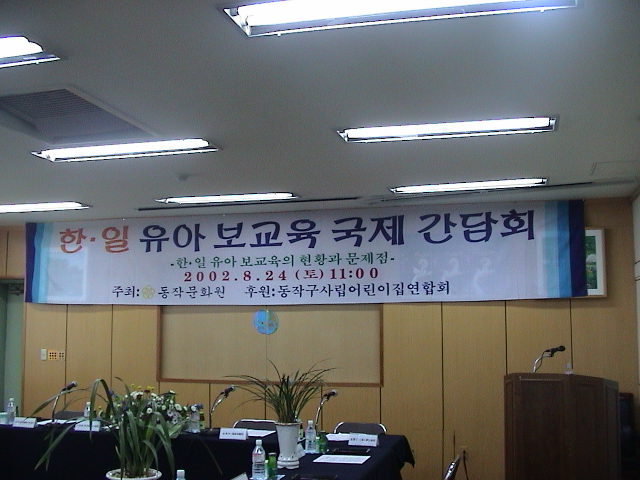 한·일 유아 보교육 국제 간담회
-한·일 유아 보교육의 현황과 문제점-
2002.8.24 (토) 11:00
주최: 동작문화원 후원:동작구사립어린이집연합회